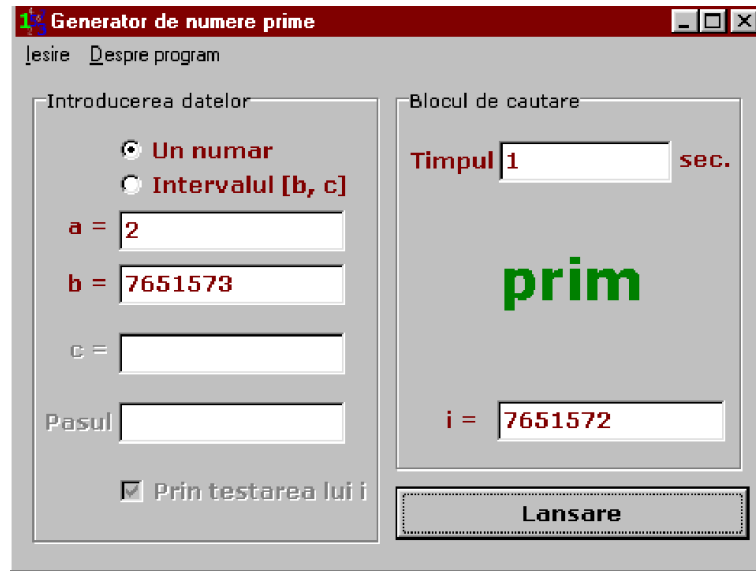 Generator de numere prime
Iesire Despre program
Introducerea datelor
Un numar
Intervalul [b, c]
a = 2
b = 7651573
c =
Pasul
Prin testarea lui i
Blocul de cautare
Timpul 1 sec.
prim
i = 7651572
Lansare